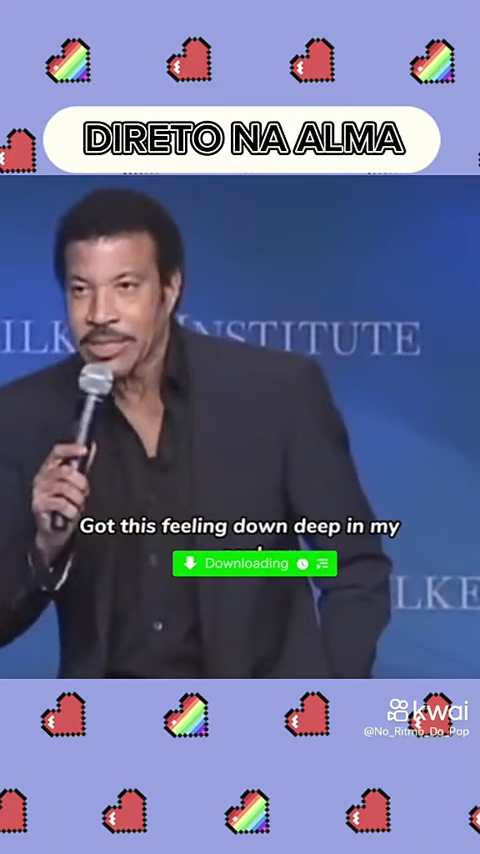 DIRETO NA ALMA
ILK INSTITUTE
Got this feeling down deep in my
Downloading
LKE
kwai
@No_Ritmo_Do_Pop